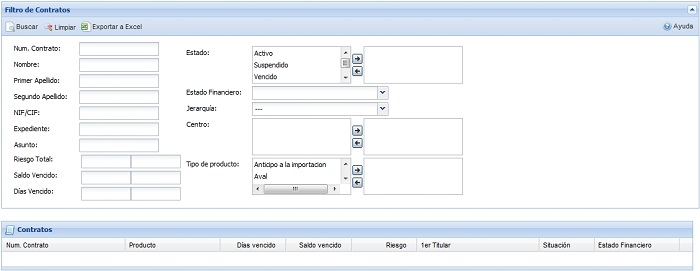 Filtro de Contratos
Buscar Limpiar Exportar a Excel Ayuda
Num. Contrato:
Nombre:
Primer Apellido:
Segundo Apellido:
NIF/CIF:
Expediente:
Asunto:
Riesgo Total:
Saldo Vencido:
Días Vencido:
Estado:
Activo
Suspendido
Vencido
Estado Financiero:
Jerarquía: ---
Centro:
Tipo de producto:
Anticipo a la importacion
Aval
Contratos
Num. Contrato Producto Días vencido Saldo vencido Riesgo 1er Titular Situación Estado Financiero